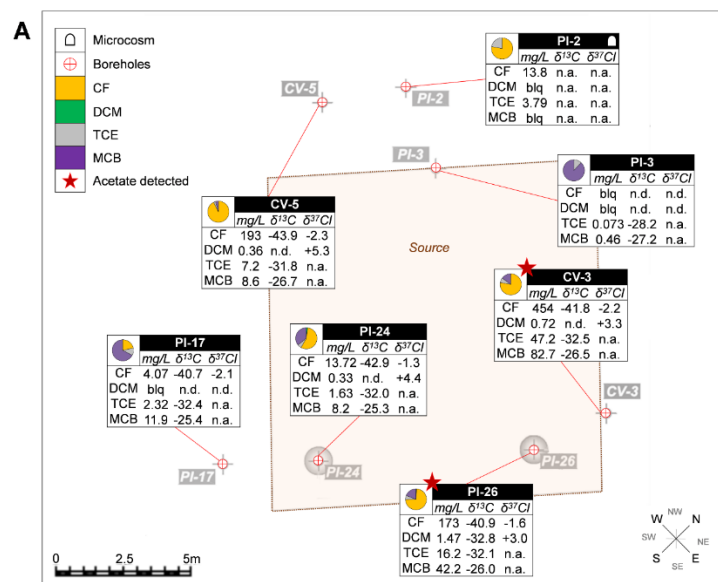 A
Microcosm
Boreholes
CF
DCM
TCE
MCB
Acetate detected
PI-2
mg/L δ¹³C δ³⁷Cl
CF 13.8 n.a. n.a.
DCM blq n.a. n.a.
TCE 3.79 n.a. n.a.
MCB blq n.a. n.a.
CV-5
PI-2
PI-3
PI-3
mg/L δ¹³C δ³⁷Cl
CF blq n.d. n.d.
DCM blq n.d. n.d.
TCE 0.073 -28.2 n.a.
MCB 0.46 -27.2 n.a.
CV-5
mg/L δ¹³C δ³⁷Cl
CF 193 -43.9 -2.3
DCM 0.36 n.d. +5.3
TCE 7.2 -31.8 n.a.
MCB 8.6 -26.7 n.a.
Source
CV-3
mg/L δ¹³C δ³⁷Cl
CF 454 -41.8 -2.2
DCM 0.72 n.d. +3.3
TCE 47.2 -32.5 n.a.
MCB 82.7 -26.5 n.a.
PI-17
mg/L δ¹³C δ³⁷Cl
CF 4.07 -40.7 -2.1
DCM blq n.d. n.d.
TCE 2.32 -32.4 n.a.
MCB 11.9 -25.4 n.a.
PI-24
mg/L δ¹³C δ³⁷Cl
CF 13.72 -42.9 -1.3
DCM 0.33 n.d. +4.4
TCE 1.63 -32.0 n.a.
MCB 8.2 -25.3 n.a.
CV-3
PI-17
PI-24
PI-26
PI-26
mg/L δ¹³C δ³⁷Cl
CF 173 -40.9 -1.6
DCM 1.47 -32.8 +3.0
TCE 16.2 -32.1 n.a.
MCB 42.2 -26.0 n.a.
0 2.5 5m
W NW N
SW NE
S SE E